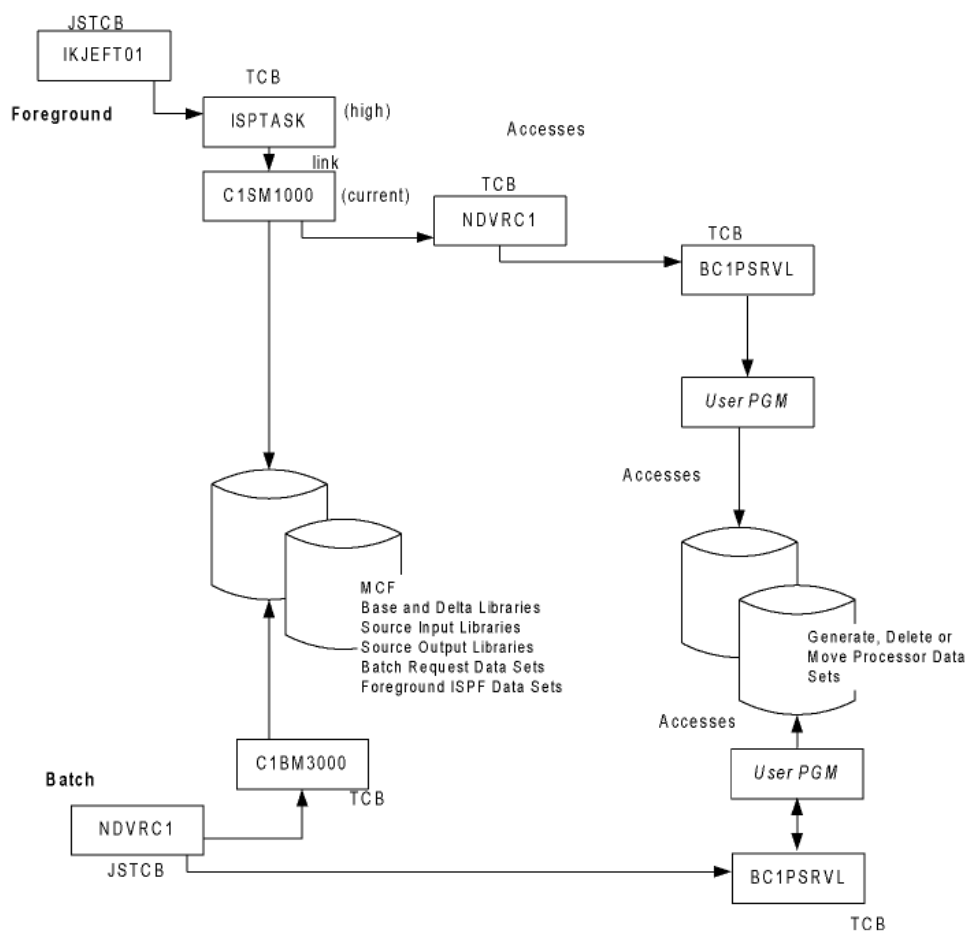 JSTCB
IKJEFT01
TCB
Foreground
ISPTASK
(high)
Accesses
link
C1SM1000
(current)
TCB
NDVRC1
TCB
BC1PSRVL
User PGM
Accesses
MCF
Base and Delta Libraries
Source Input Libraries
Source Output Libraries
Batch Request Data Sets
Foreground ISPF Data Sets
Generate, Delete or
Move Processor Data
Sets
Accesses
C1BM3000
TCB
User PGM
Batch
NDVRC1
JSTCB
BC1PSRVL
TCB